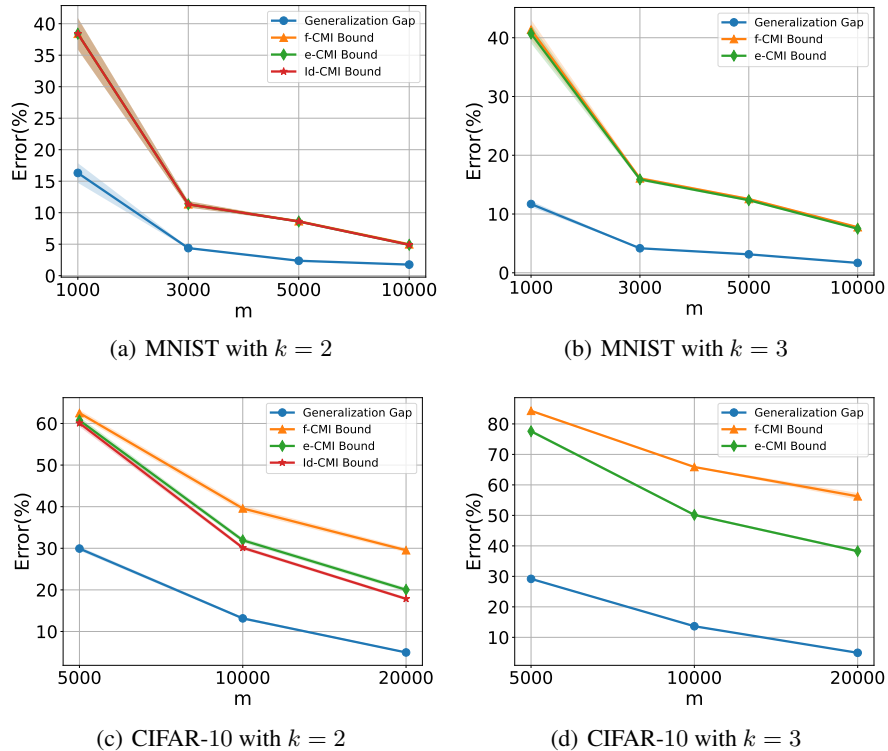 Generalization Gap
f-CMI Bound
e-CMI Bound
ld-CMI Bound
Error(%)
40
35
30
25
20
15
10
5
0
1000
3000
5000
10000
m
(a) MNIST with k = 2
Generalization Gap
f-CMI Bound
e-CMI Bound
Error(%)
40
30
20
10
0
1000
3000
5000
10000
m
(b) MNIST with k = 3
Generalization Gap
f-CMI Bound
e-CMI Bound
ld-CMI Bound
Error(%)
60
50
40
30
20
10
5000
10000
20000
m
(c) CIFAR-10 with k = 2
Generalization Gap
f-CMI Bound
e-CMI Bound
Error(%)
80
70
60
50
40
30
20
10
5000
10000
20000
m
(d) CIFAR-10 with k = 3